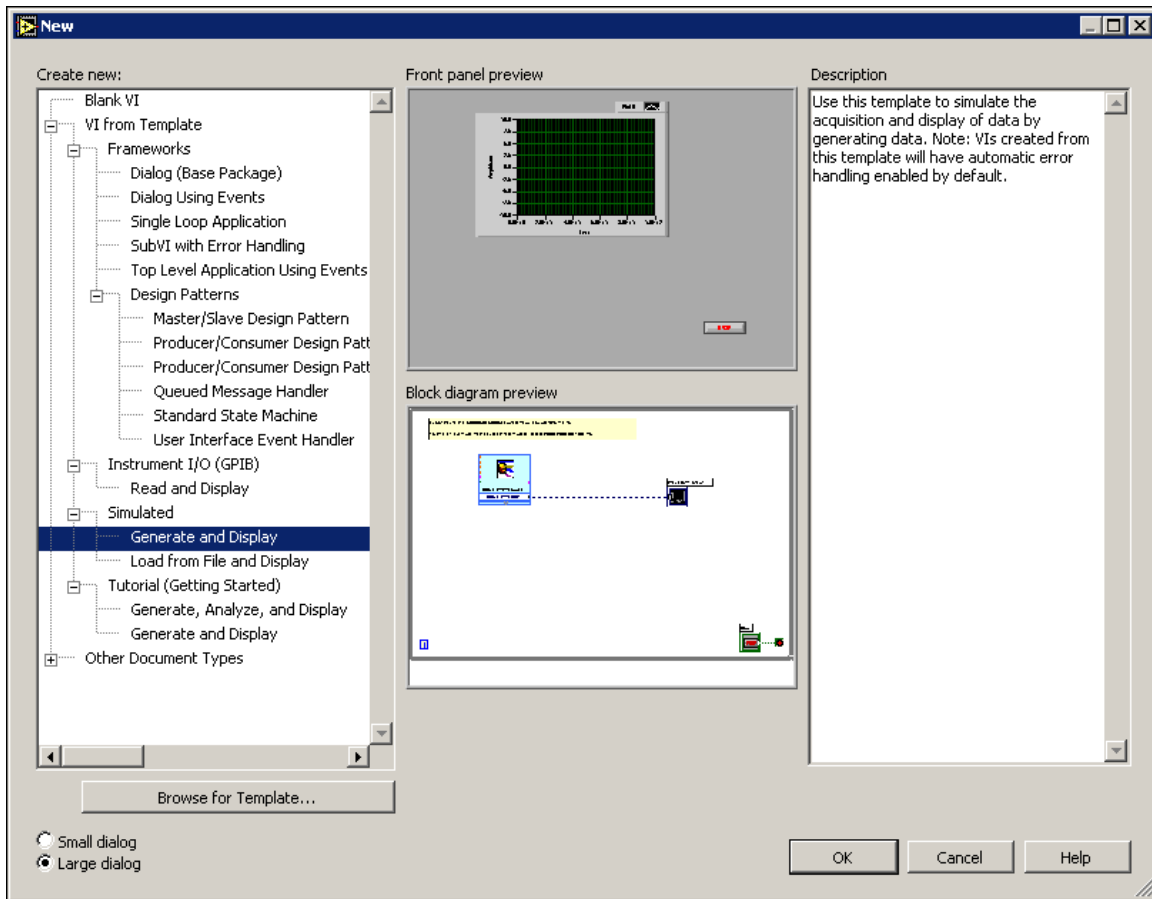 New
Create new:
Blank VI
VI from Template
Frameworks
Dialog (Base Package)
Dialog Using Events
Single Loop Application
SubVI with Error Handling
Top Level Application Using Events
Design Patterns
Master/Slave Design Pattern
Producer/Consumer Design Patt
Producer/Consumer Design Patt
Queued Message Handler
Standard State Machine
User Interface Event Handler
Instrument I/O (GPIB)
Read and Display
Simulated
Generate and Display
Load from File and Display
Tutorial (Getting Started)
Generate, Analyze, and Display
Generate and Display
Other Document Types
Browse for Template...
Small dialog
Large dialog
Front panel preview
Amplitude
Time
STOP
Block diagram preview
i
Description
Use this template to simulate the
acquisition and display of data by
generating data. Note: VIs created from
this template will have automatic error
handling enabled by default.
OK
Cancel
Help